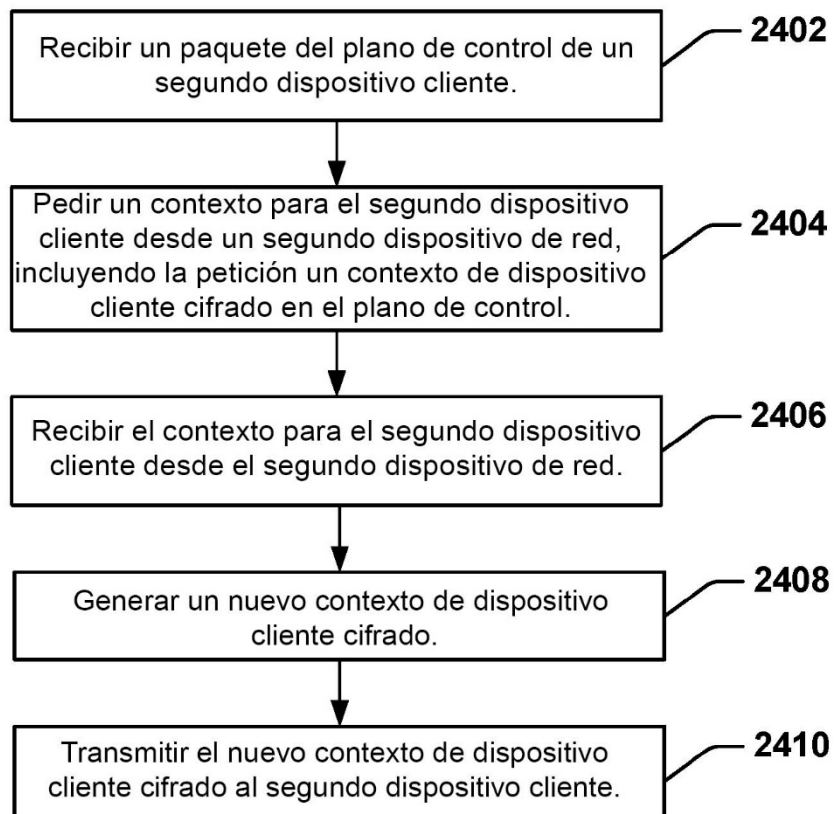 Recibir un paquete del plano de control de un
segundo dispositivo cliente.
2402
Pedir un contexto para el segundo dispositivo
cliente desde un segundo dispositivo de red,
incluyendo la petición un contexto de dispositivo
cliente cifrado en el plano de control.
2404
Recibir el contexto para el segundo dispositivo
cliente desde el segundo dispositivo de red.
2406
Generar un nuevo contexto de dispositivo
cliente cifrado.
2408
Transmitir el nuevo contexto de dispositivo
cliente cifrado al segundo dispositivo cliente.
2410